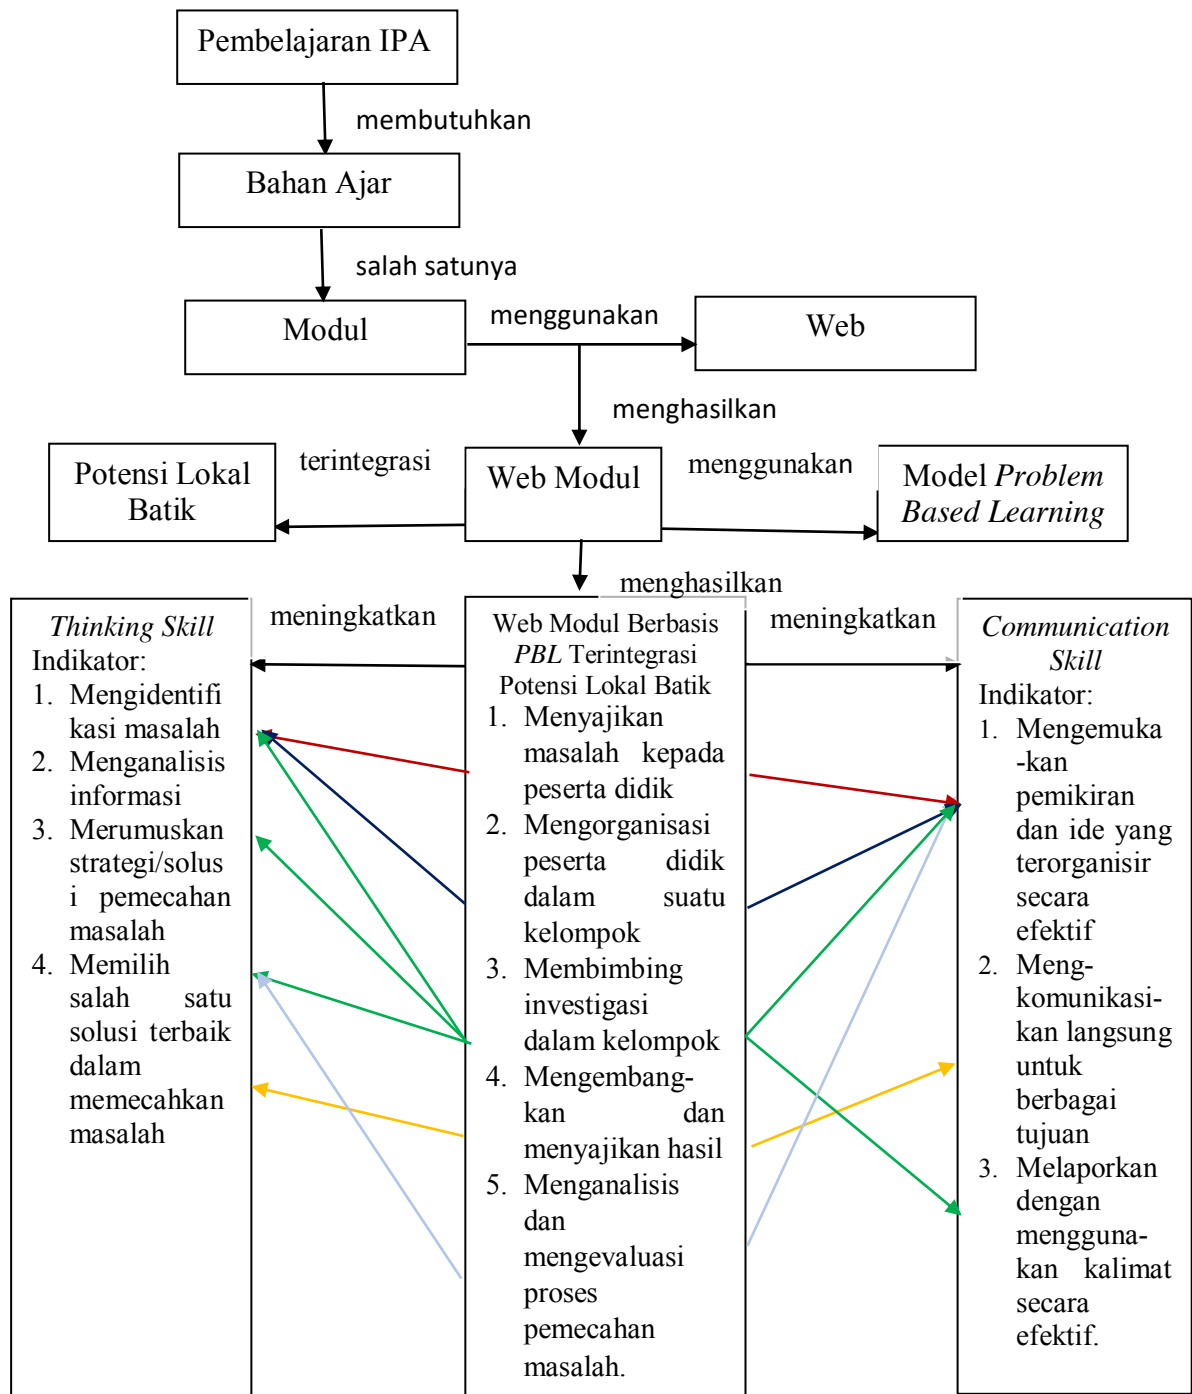 Pembelajaran IPA
membutuhkan
Bahan Ajar
salah satunya
Modul
menggunakan
Web
menghasilkan
Potensi Lokal
Batik
terintegrasi
Web Modul
menggunakan
Model Problem
Based Learning
menghasilkan
Thinking Skill
Indikator:
1. Mengidentifi
kasi masalah
2. Menganalisis
informasi
3. Merumuskan
strategi/solus
i pemecahan
masalah
4. Memilih
salah satu
solusi terbaik
dalam
memecahkan
masalah
meningkatkan
Web Modul Berbasis
PBL Terintegrasi
Potensi Lokal Batik
1. Menyajikan
masalah kepada
peserta didik
2. Mengorganisasi
peserta didik
dalam suatu
kelompok
3. Membimbing
investigasi
dalam kelompok
4. Mengembang-
kan dan
menyajikan hasil
5. Menganalisis
dan
mengevaluasi
proses
pemecahan
masalah.
meningkatkan
Communication
Skill
Indikator:
1. Mengemuka
-kan
pemikiran
dan ide yang
terorganisir
secara
efektif
2. Meng-
komunikasi-
kan langsung
untuk
berbagai
tujuan
3. Melaporkan
dengan
mengguna-
kan kalimat
secara
efektif.